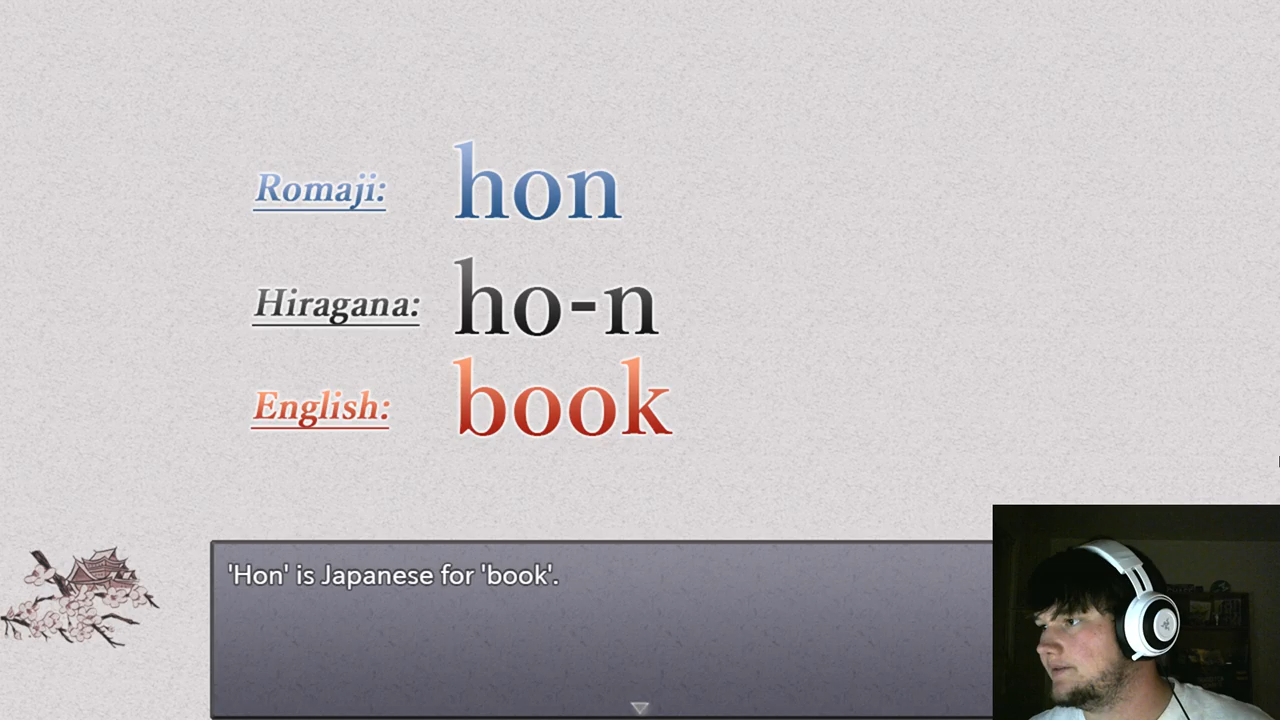 Romaji: hon
Hiragana: ho-n
English: book
'Hon' is Japanese for 'book'.